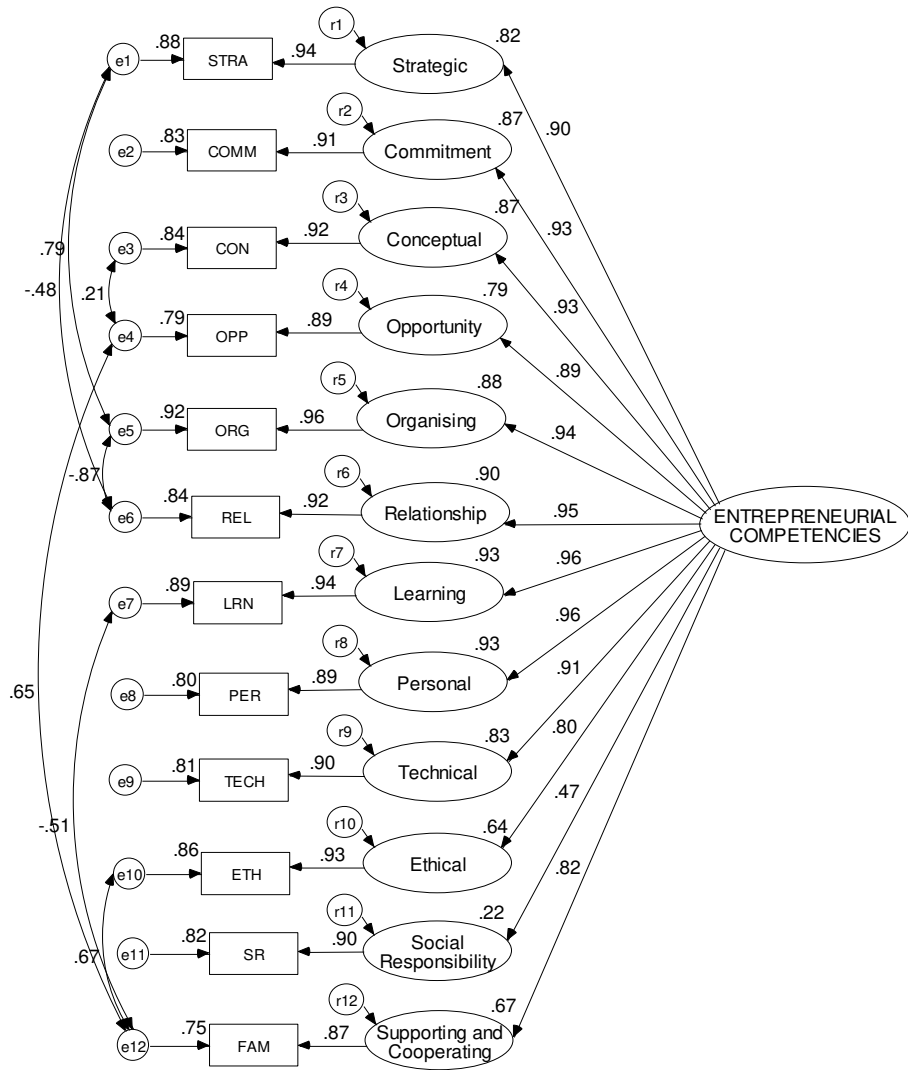 r1
.82
.88
e1
STRA
.94
Strategic
.90
r2
.87
.83
e2
COMM
.91
Commitment
.93
r3
.87
.84
e3
CON
.92
Conceptual
.79
-.48
.21
.93
r4
.79
.79
e4
OPP
.89
Opportunity
.89
r5
.88
.92
e5
ORG
.96
Organising
.94
-.87
r6
.90
.84
e6
REL
.92
Relationship
.95
ENTREPRENEURIAL
COMPETENCIES
r7
.93
.96
.89
e7
LRN
.94
Learning
.96
r8
.93
.80
e8
PER
.89
Personal
.91
.65
r9
.83
.80
.81
e9
TECH
.90
Technical
.47
-.51
r10
.64
.86
e10
ETH
.93
Ethical
.82
r11
.22
.82
e11
SR
.90
Social
Responsibility
.67
r12
.67
.75
e12
FAM
.87
Supporting and
Cooperating